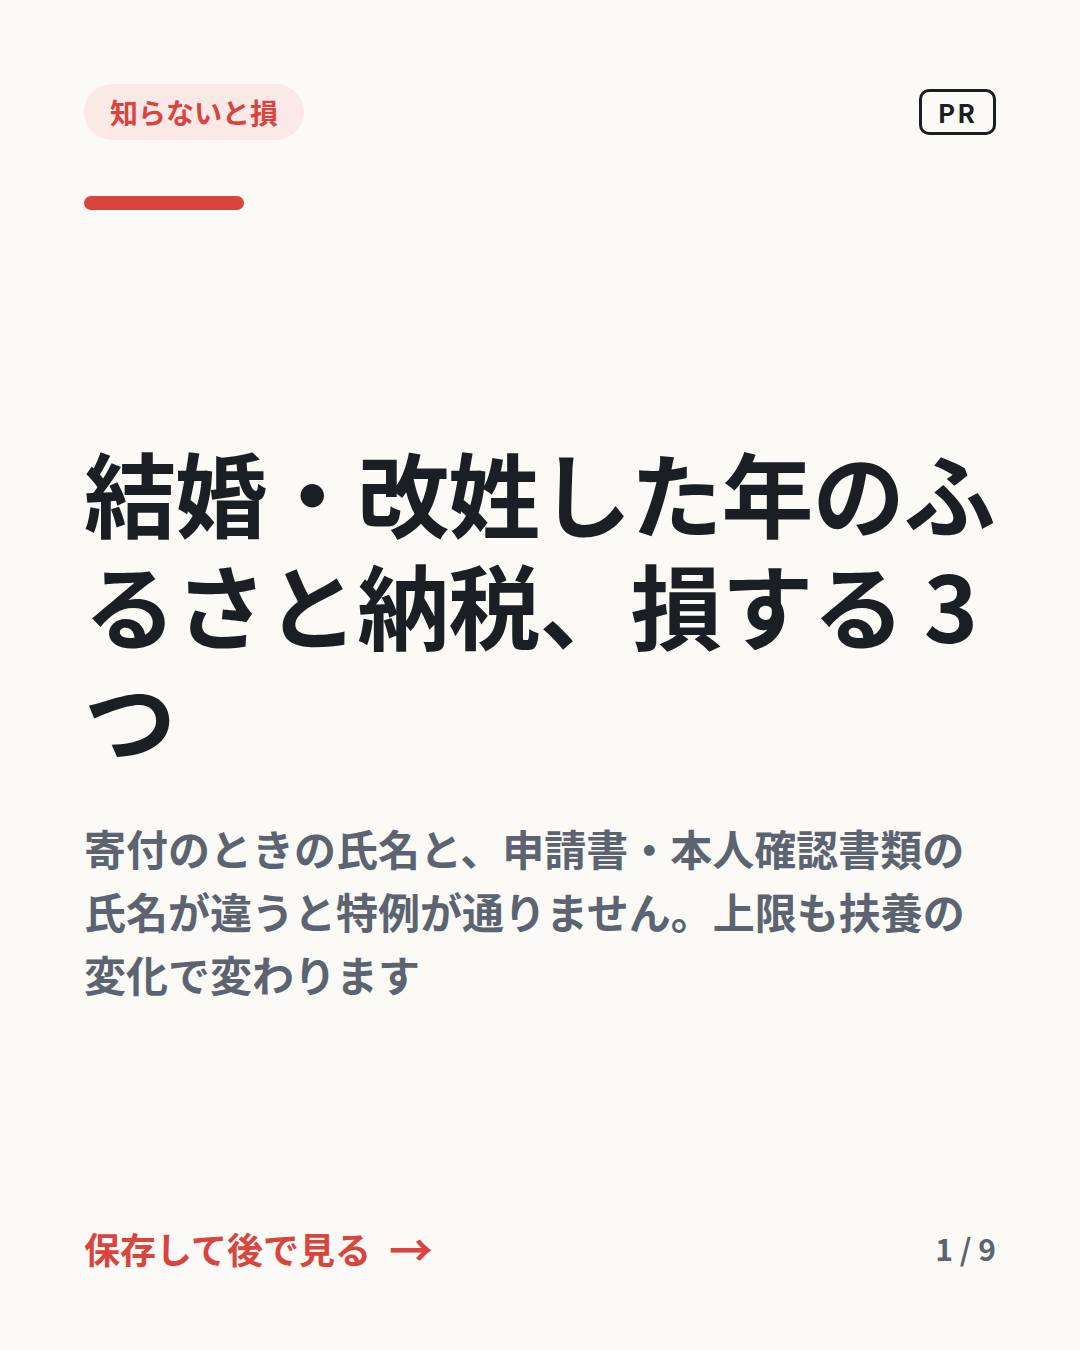 知らないと損
PR
結婚・改姓した年のふ
るさと納税、損する 3
つ
寄付のときの氏名と、申請書・本人確認書類の
氏名が違うと特例が通りません。上限も扶養の
変化で変わります
保存して後で見る →
1 / 9